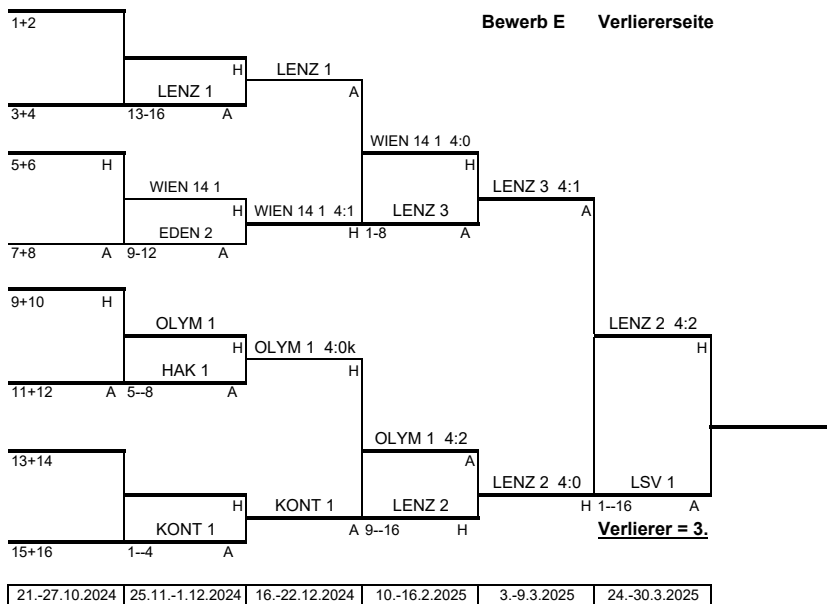 Bewerb E Verliererseite
1+2
H LENZ 1
LENZ 1 A
3+4 13-16 A
WIEN 14 1 4:0
5+6 H H
WIEN 14 1 LENZ 3 4:1
H WIEN 14 1 4:1 LENZ 3 A
EDEN 2 H 1-8 A
7+8 A 9-12 A
9+10 H
OLYM 1 LENZ 2 4:2
H OLYM 1 4:0k H
HAK 1 H
11+12 A 5--8 A
OLYM 1 4:2
13+14 A
LENZ 2 4:0 LSV 1
H KONT 1 LENZ 2 H 1--16 A
KONT 1 A 9--16 H Verlierer = 3.
15+16 1--4 A
21.-27.10.2024 25.11.-1.12.2024 16.-22.12.2024 10.-16.2.2025 3.-9.3.2025 24.-30.3.2025